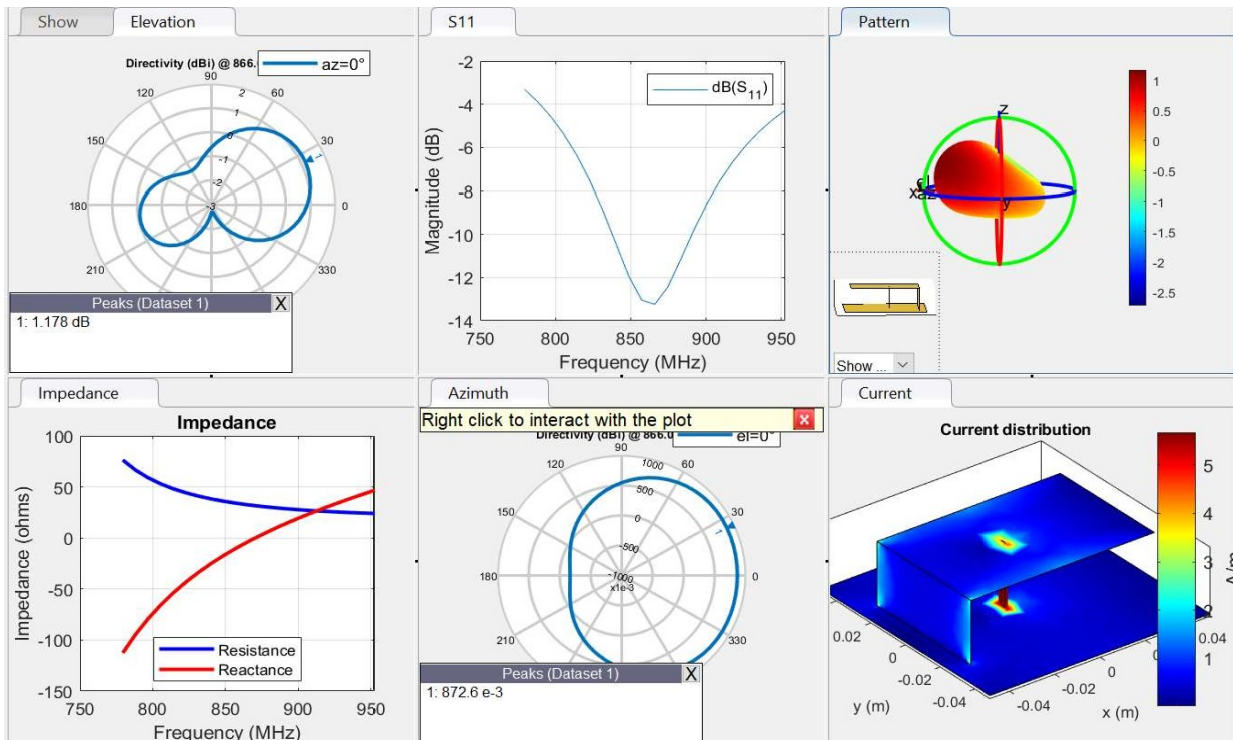 Show
Elevation
Directivity (dBi) @ 866.
az=0°
90
2
60
120
1
0
150
30
-1
1
-2
180
-3
0
210
330
Peaks (Dataset 1) X
1: 1.178 dB
S11
-2
dB(S11)
-4
-6
-8
-10
-12
-14
Magnitude (dB)
750 800 850 900 950
Frequency (MHz)
Pattern
z
x
az
el
y
1
0.5
0
-0.5
-1
-1.5
-2
-2.5
Show ...
Impedance
Impedance
100
50
0
-50
-100
-150
Impedance (ohms)
Resistance
Reactance
750 800 850 900 950
Frequency (MHz)
Azimuth
Right click to interact with the plot x
Directivity (dBi) @ 866.0
el=0°
90
120
1000
60
500
150
30
0
1
-500
180
-1000
0
x1e-3
210
330
Peaks (Dataset 1) X
1: 872.6 e-3
Current
Current distribution
5
4
3
2
1
A/m
0.04
0.02
0
-0.02
-0.04
y (m)
0
-0.02
-0.04
x (m)